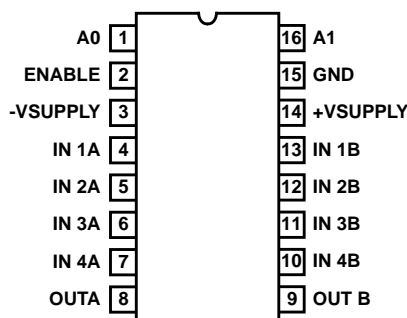 A0 1 16 A1
ENABLE 2 15 GND
-VSUPPLY 3 14 +VSUPPLY
IN 1A 4 13 IN 1B
IN 2A 5 12 IN 2B
IN 3A 6 11 IN 3B
IN 4A 7 10 IN 4B
OUTA 8 9 OUT B